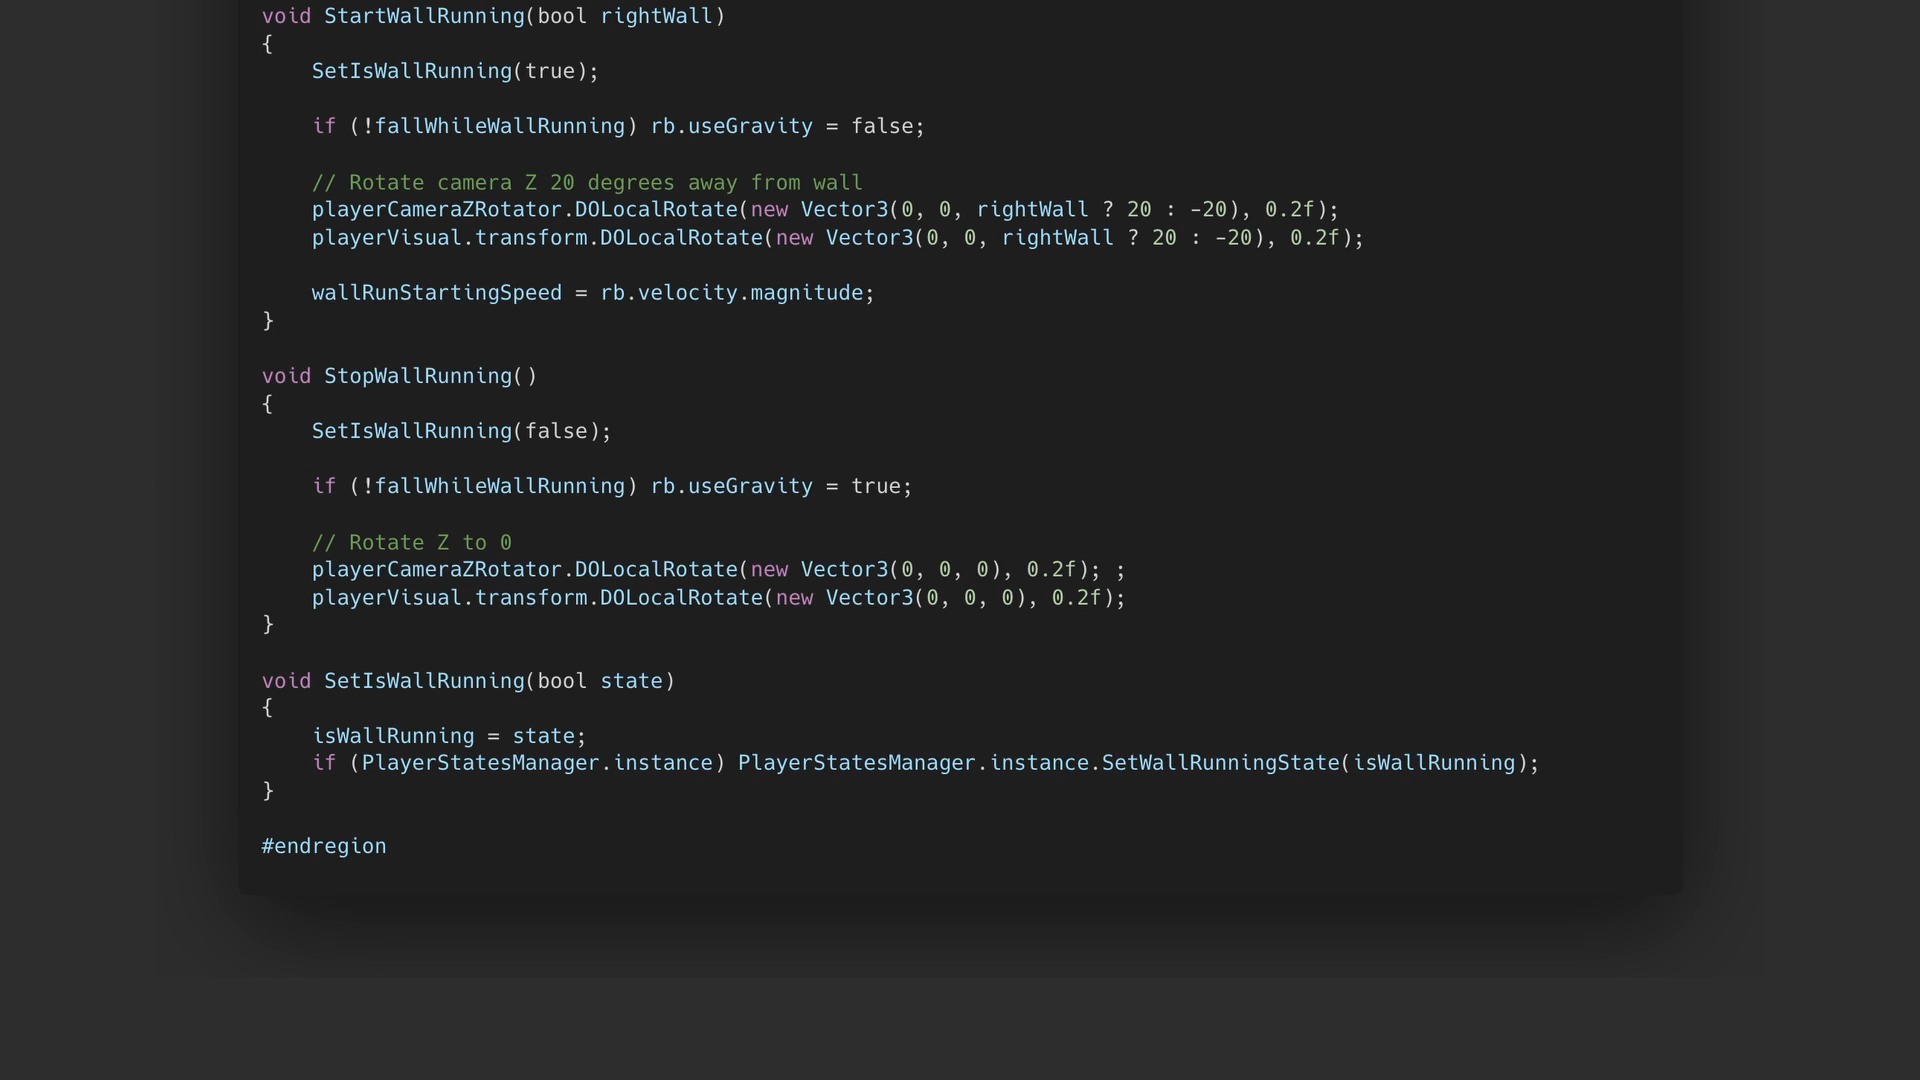 void StartWallRunning(bool rightWall)
{
    SetIsWallRunning(true);

    if (!fallWhileWallRunning) rb.useGravity = false;

    // Rotate camera Z 20 degrees away from wall
    playerCameraZRotator.DOLocalRotate(new Vector3(0, 0, rightWall ? 20 : -20), 0.2f);
    playerVisual.transform.DOLocalRotate(new Vector3(0, 0, rightWall ? 20 : -20), 0.2f);

    wallRunStartingSpeed = rb.velocity.magnitude;
}

void StopWallRunning()
{
    SetIsWallRunning(false);

    if (!fallWhileWallRunning) rb.useGravity = true;

    // Rotate Z to 0
    playerCameraZRotator.DOLocalRotate(new Vector3(0, 0, 0), 0.2f); ;
    playerVisual.transform.DOLocalRotate(new Vector3(0, 0, 0), 0.2f);
}

void SetIsWallRunning(bool state)
{
    isWallRunning = state;
    if (PlayerStatesManager.instance) PlayerStatesManager.instance.SetWallRunningState(isWallRunning);
}

#endregion